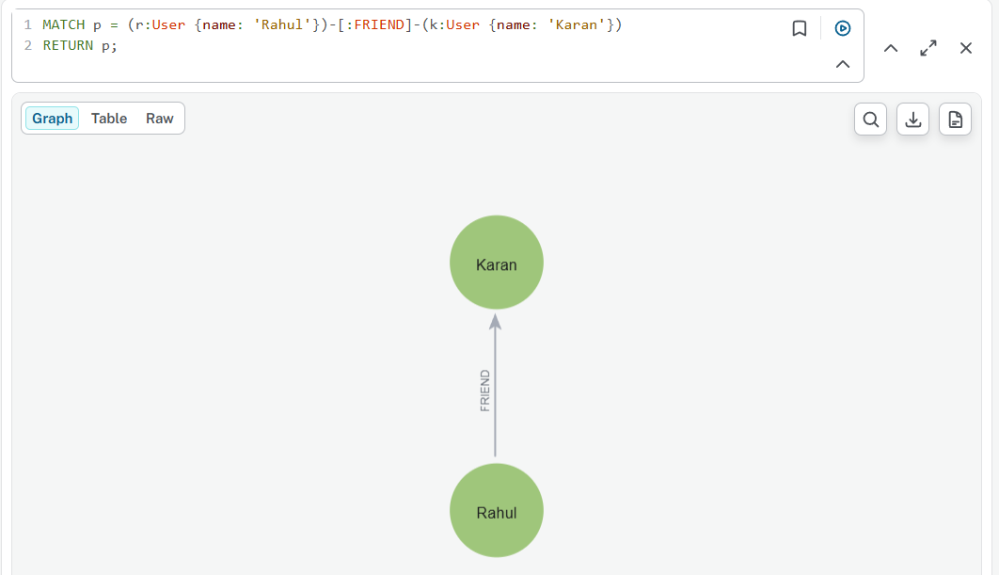 1 MATCH p = (r:User {name: 'Rahul'})-[:FRIEND]-(k:User {name: 'Karan'})
2 RETURN p;
Graph Table Raw
Karan
FRIEND
Rahul